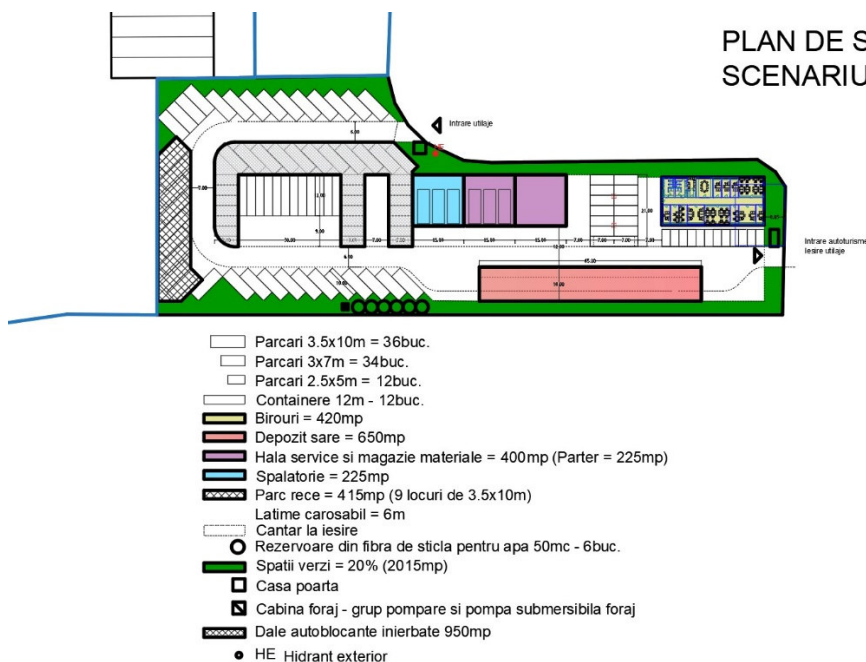 PLAN DE S
SCENARIU
Intrare utilaje
Intrare autoturisme
Iesire utilaje
Parcari 3.5x10m = 36buc.
Parcari 3x7m = 34buc.
Parcari 2.5x5m = 12buc.
Containere 12m - 12buc.
Birouri = 420mp
Depozit sare = 650mp
Hala service si magazie materiale = 400mp (Parter = 225mp)
Spalatorie = 225mp
Parc rece = 415mp (9 locuri de 3.5x10m)
Latime carosabil = 6m
Cantar la iesire
Rezervoare din fibra de sticla pentru apa 50mc - 6buc.
Spatii verzi = 20% (2015mp)
Casa poarta
Cabina foraj - grup pompare si pompa submersibila foraj
Dale autoblocante inierbate 950mp
HE Hidrant exterior